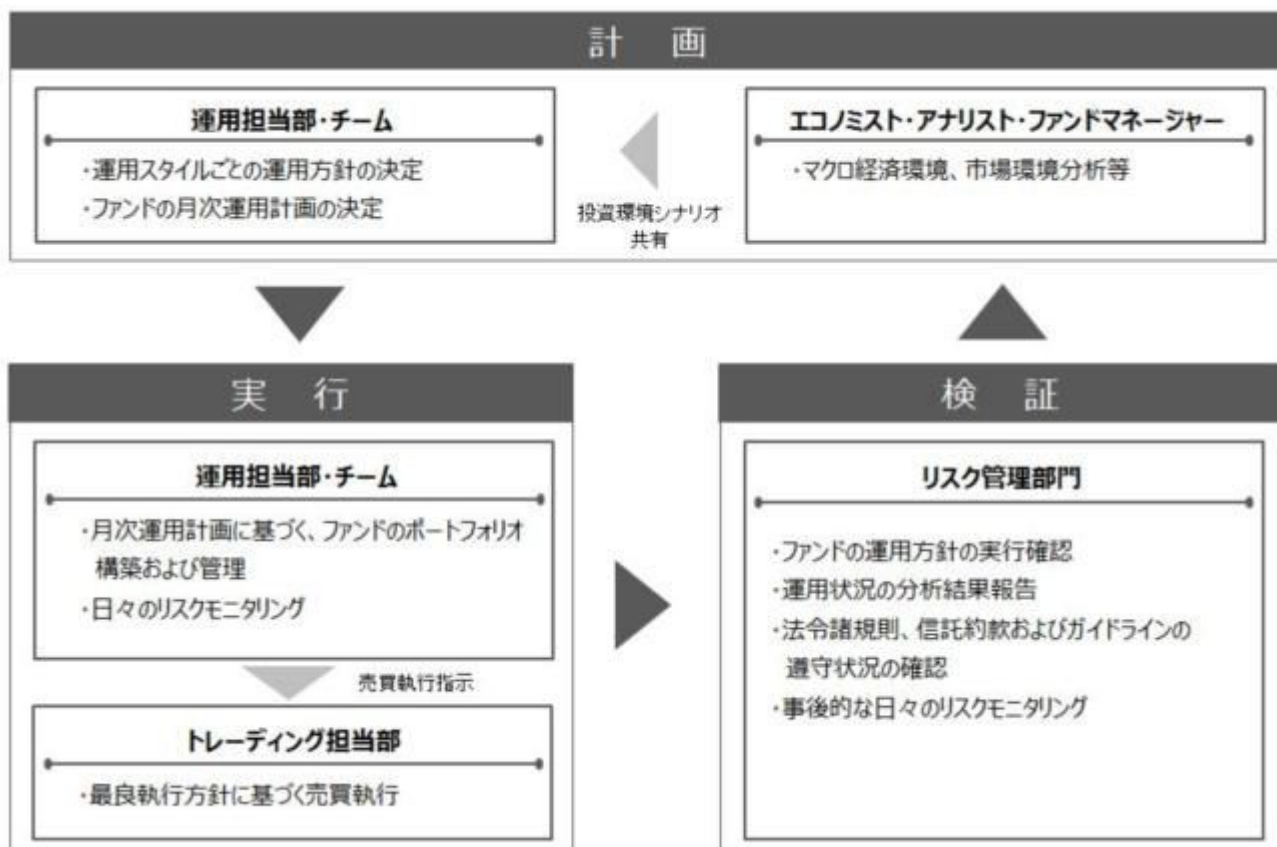 計 画
運用担当部・チーム
・運用スタイルごとの運用方針の決定
・ファンドの月次運用計画の決定
投資環境シナリオ
共有
エコノミスト・アナリスト・ファンドマネージャー
・マクロ経済環境、市場環境分析等
実 行
運用担当部・チーム
・月次運用計画に基づく、ファンドのポートフォリオ
構築および管理
・日々のリスクモニタリング
売買執行指示
トレーディング担当部
・最良執行方針に基づく売買執行
検 証
リスク管理部門
・ファンドの運用方針の実行確認
・運用状況の分析結果報告
・法令諸規則、信託約款およびガイドラインの
遵守状況の確認
・事後的な日々のリスクモニタリング